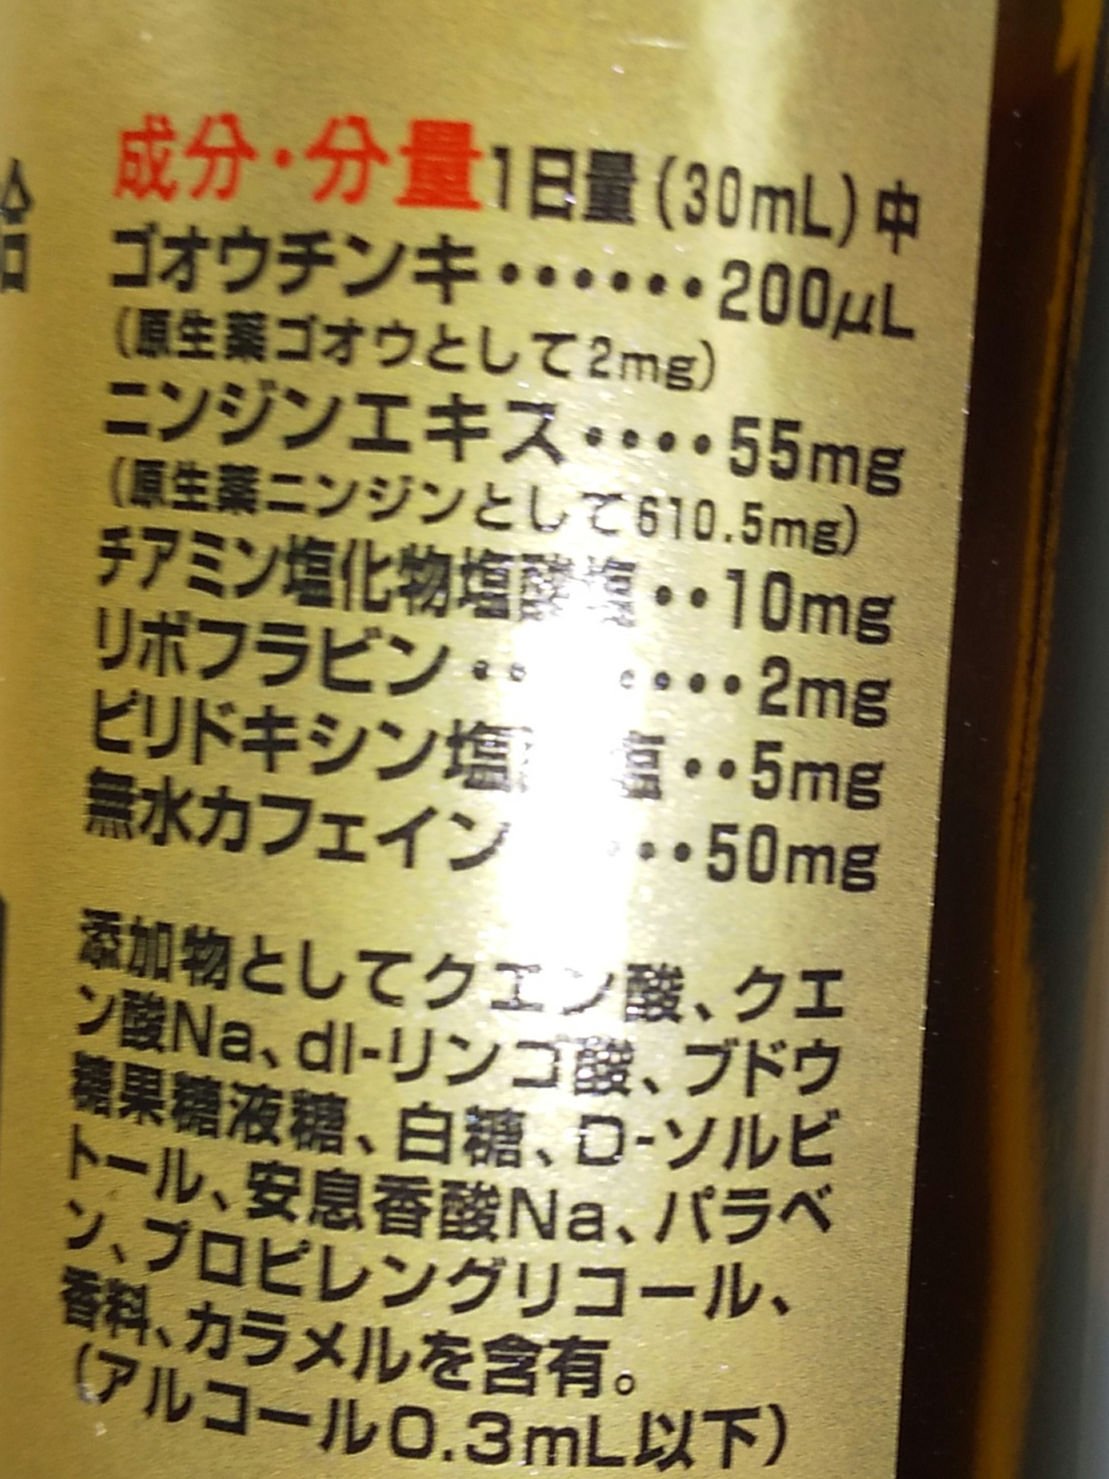 成分・分量1日量(30mL)中
ゴオウチンキ・・・・・・200μL
(原生薬ゴオウとして2mg)
ニンジンエキス・・・・55mg
(原生薬ニンジンとして610.5mg)
チアミン塩化物塩酸塩・・10mg
リボフラビン・・・・・・2mg
ピリドキシン塩 塩・・5mg
無水カフェイン・・・50mg
添加物としてクエン酸、クエ
ン酸Na、dl-リンゴ酸、ブドウ
糖果糖液糖、白糖、D-ソルビ
トール、安息香酸Na、パラベ
ン、プロピレングリコール、
香料、カラメルを含有。
(アルコール0.3mL以下)